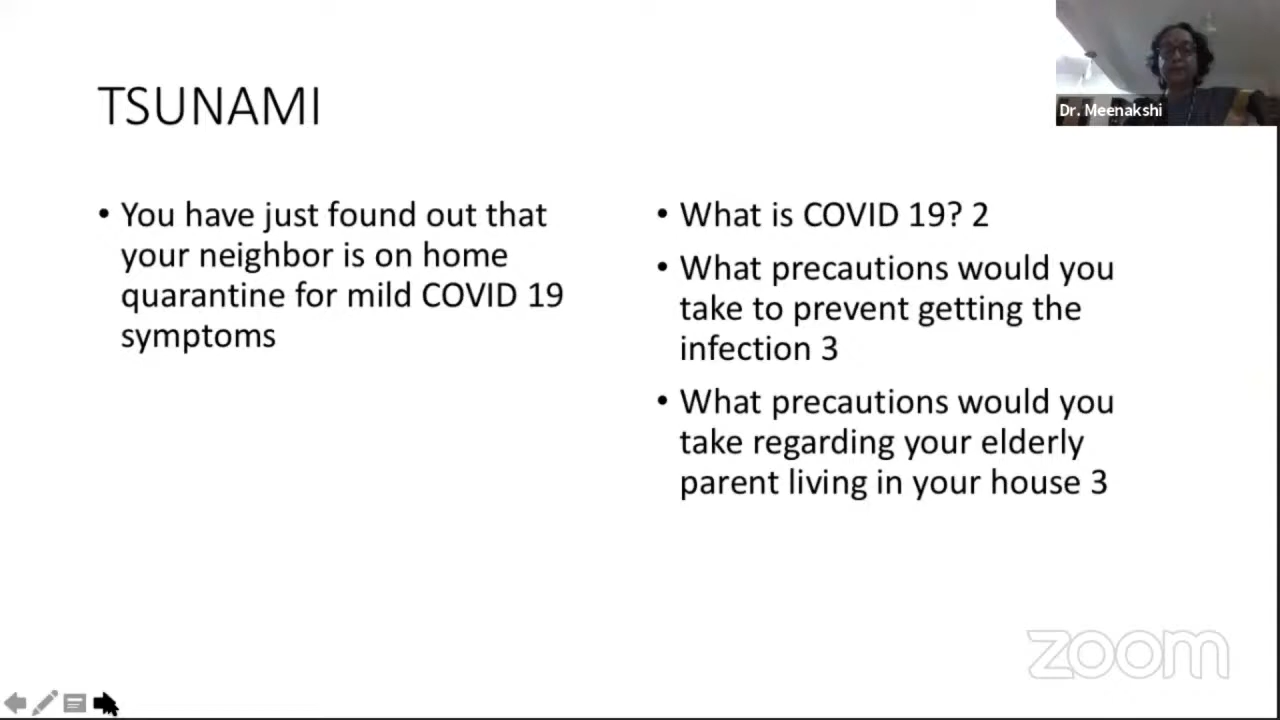 TSUNAMI
Dr. Meenakshi
• You have just found out that
your neighbor is on home
quarantine for mild COVID 19
symptoms
• What is COVID 19? 2
• What precautions would you
take to prevent getting the
infection 3
• What precautions would you
take regarding your elderly
parent living in your house 3
zoom